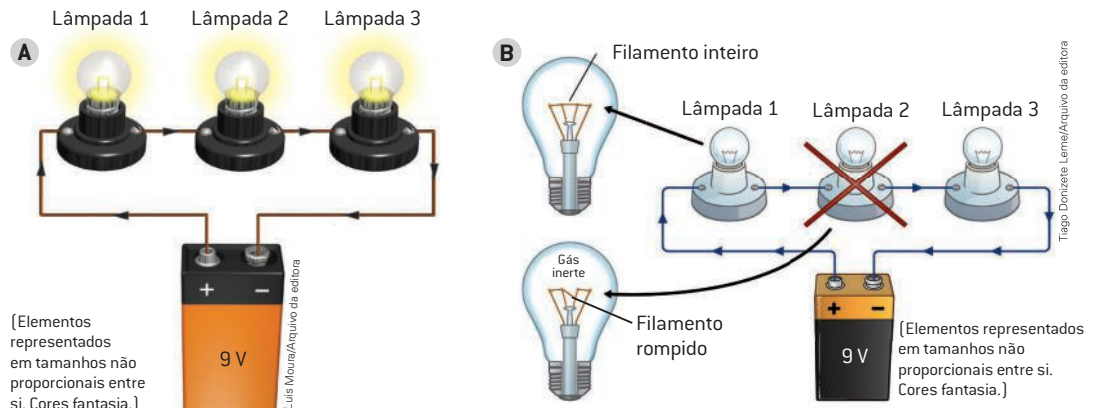 Lâmpada 1
Lâmpada 2
Lâmpada 3
A
+
−
9 V
(Elementos
representados
em tamanhos não
proporcionais entre
si. Cores fantasia.)
Luis Moura/Arquivo da editora
B
Filamento inteiro
Lâmpada 1
Lâmpada 2
Lâmpada 3
Gás
inerte
Filamento
rompido
+
−
9 V
(Elementos representados
em tamanhos não
proporcionais entre si.
Cores fantasia.)
Tiago Donizete Leme/Arquivo da editora